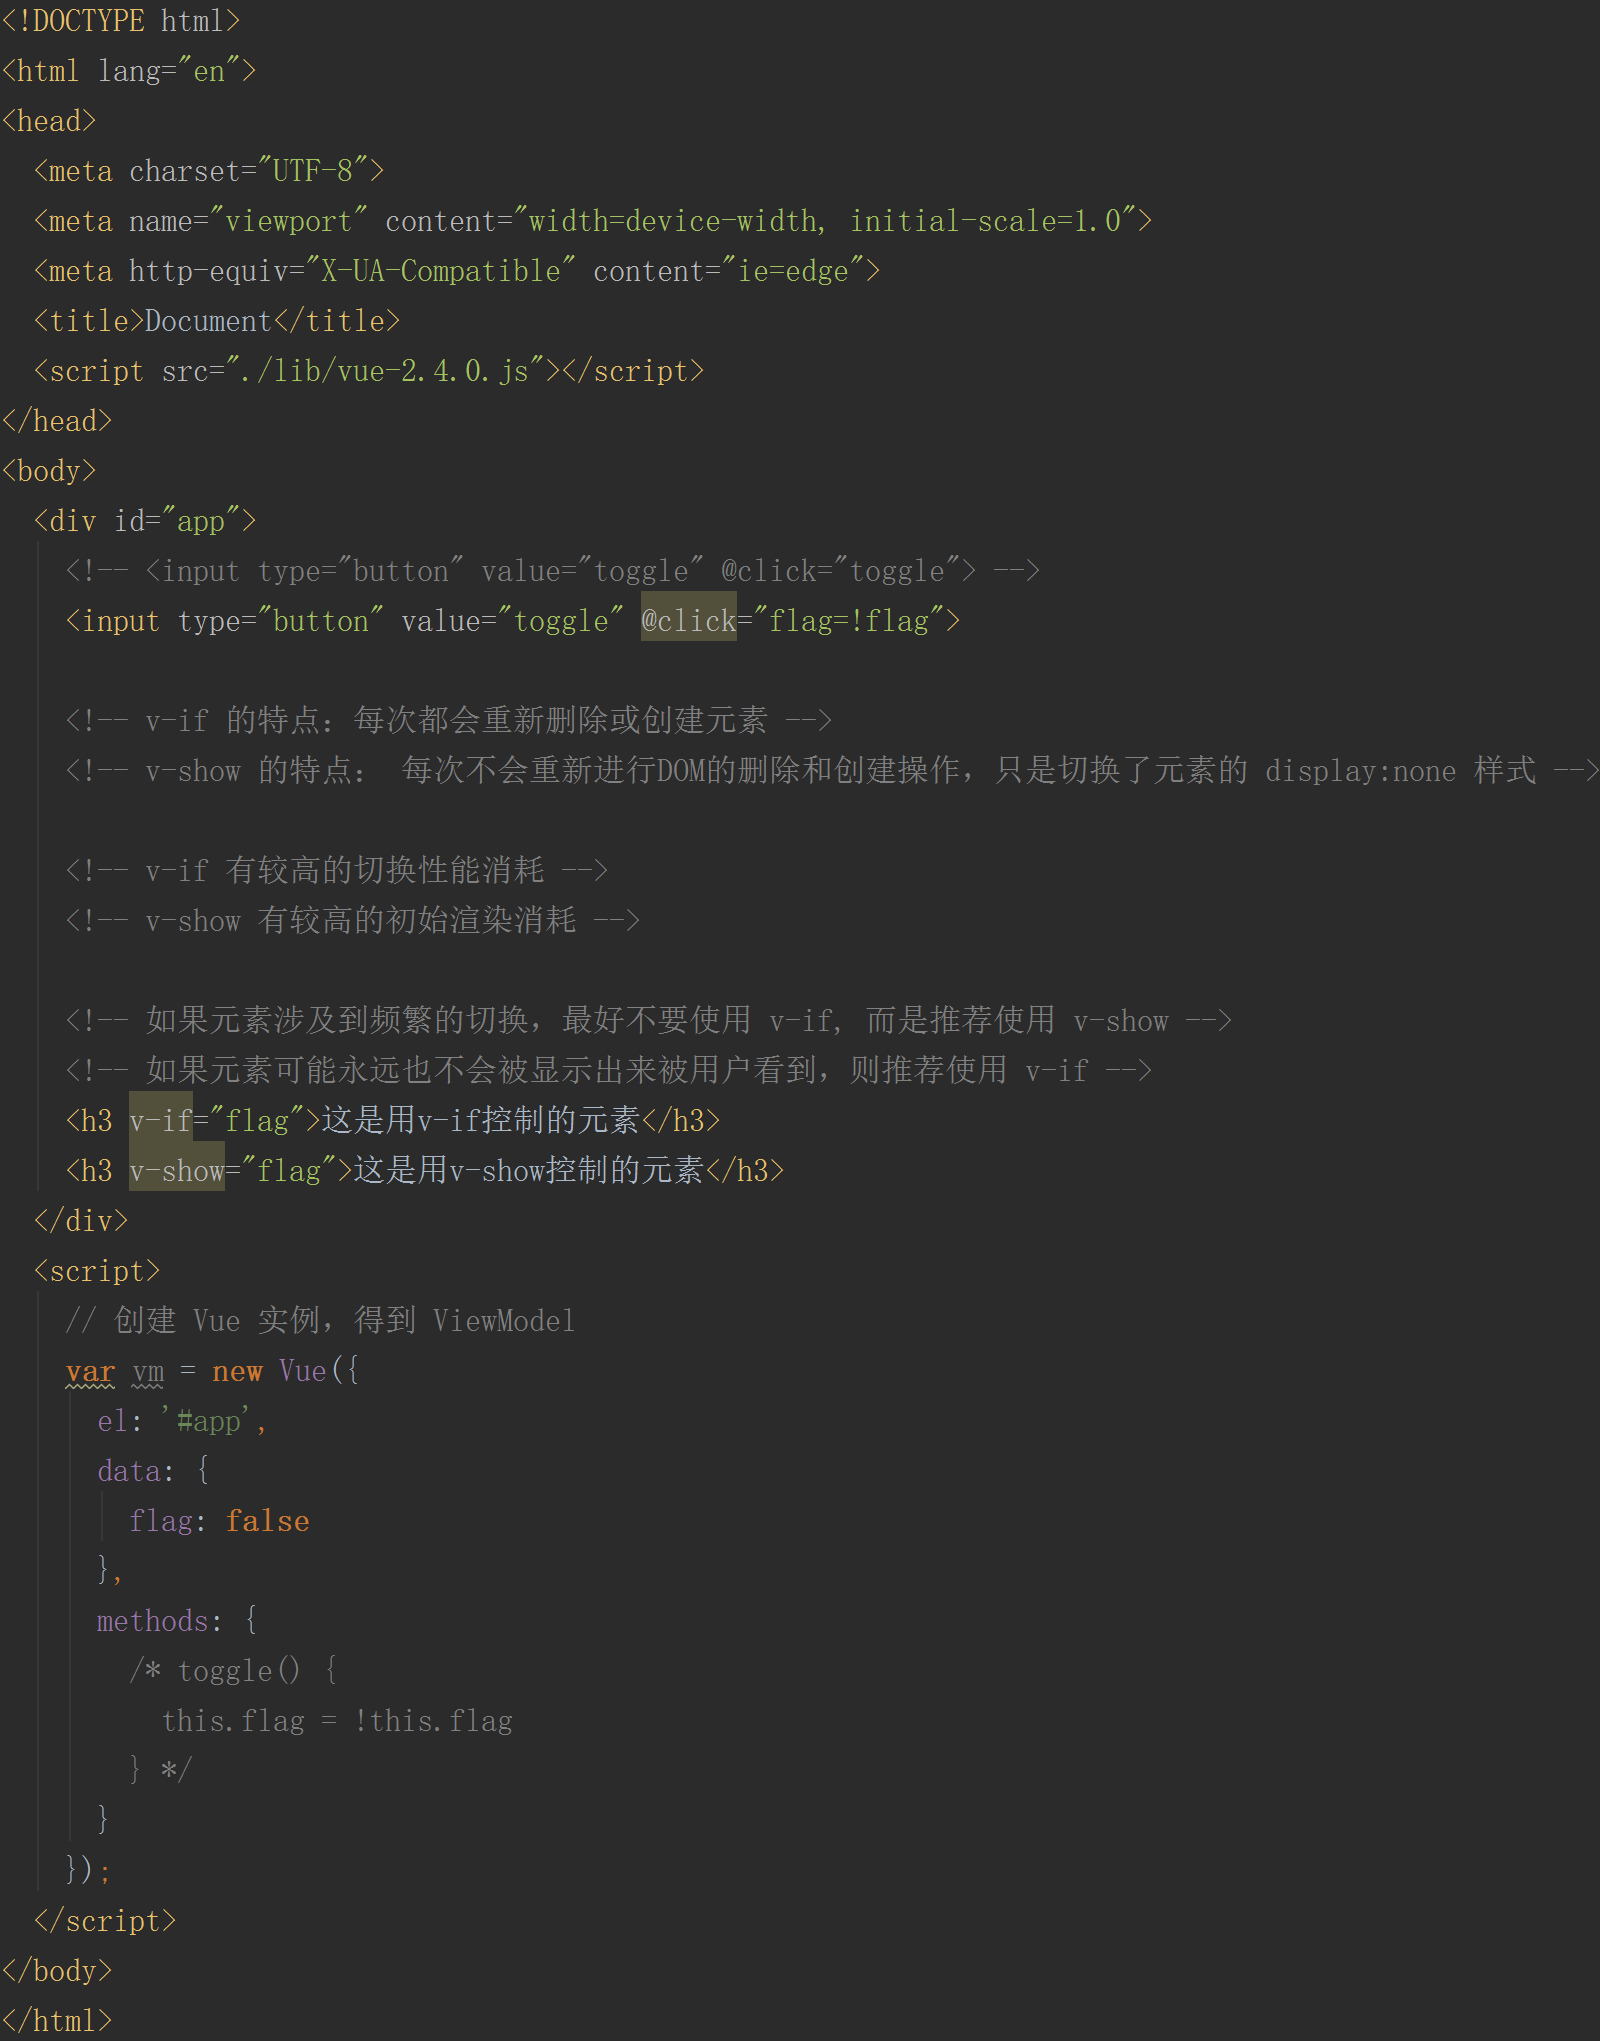 <!DOCTYPE html>
<html lang="en">
<head>
  <meta charset="UTF-8">
  <meta name="viewport" content="width=device-width, initial-scale=1.0">
  <meta http-equiv="X-UA-Compatible" content="ie=edge">
  <title>Document</title>
  <script src="./lib/vue-2.4.0.js"></script>
</head>
<body>
  <div id="app">
    <!-- <input type="button" value="toggle" @click="toggle"> -->
    <input type="button" value="toggle" @click="flag=!flag">

    <!-- v-if 的特点：每次都会重新删除或创建元素 -->
    <!-- v-show 的特点： 每次不会重新进行DOM的删除和创建操作，只是切换了元素的 display:none 样式 -->

    <!-- v-if 有较高的切换性能消耗 -->
    <!-- v-show 有较高的初始渲染消耗 -->

    <!-- 如果元素涉及到频繁的切换，最好不要使用 v-if, 而是推荐使用 v-show -->
    <!-- 如果元素可能永远也不会被显示出来被用户看到，则推荐使用 v-if -->
    <h3 v-if="flag">这是用v-if控制的元素</h3>
    <h3 v-show="flag">这是用v-show控制的元素</h3>
  </div>
  <script>
    // 创建 Vue 实例，得到 ViewModel
    var vm = new Vue({
      el: '#app',
      data: {
        flag: false
      },
      methods: {
        /* toggle() {
          this.flag = !this.flag
        } */
      }
    });
  </script>
</body>
</html>